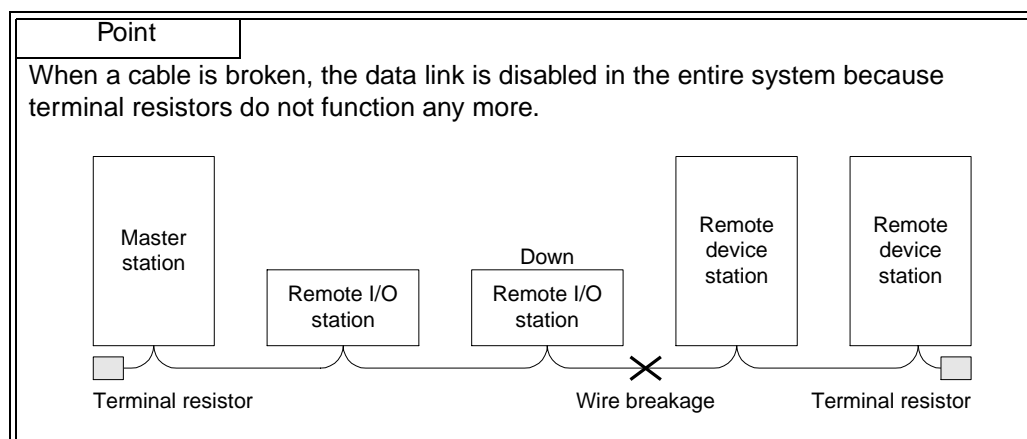 Point
When a cable is broken, the data link is disabled in the entire system because
terminal resistors do not function any more.
Master
station
Remote I/O
station
Down
Remote I/O
station
Remote
device
station
Remote
device
station
Terminal resistor
Wire breakage
Terminal resistor